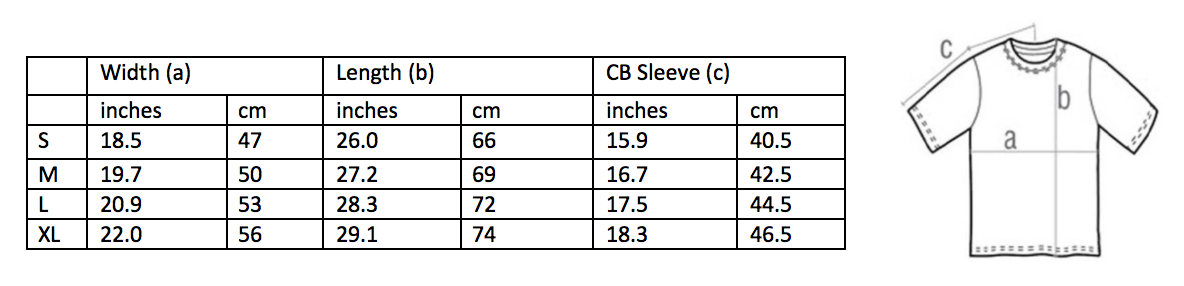 Width (a) Length (b) CB Sleeve (c)
inches cm inches cm inches cm
S 18.5 47 26.0 66 15.9 40.5
M 19.7 50 27.2 69 16.7 42.5
L 20.9 53 28.3 72 17.5 44.5
XL 22.0 56 29.1 74 18.3 46.5
c
b
a